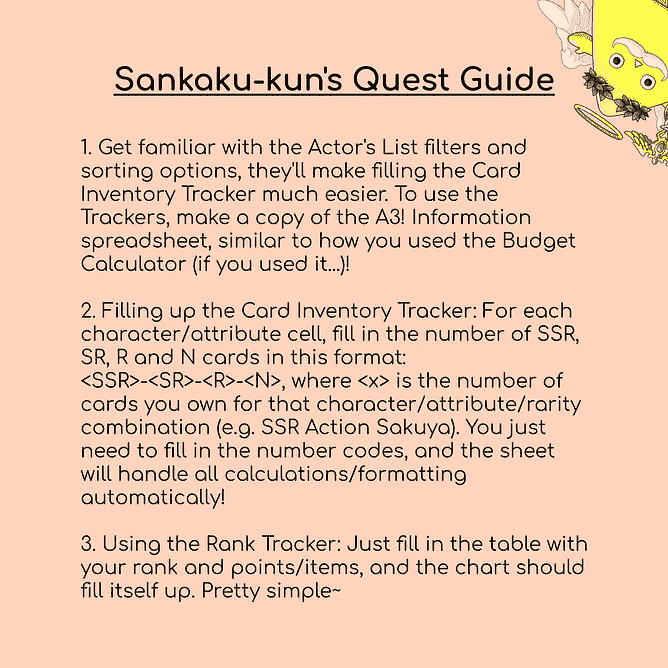 Sankaku-kun's Quest Guide
1. Get familiar with the Actor's List filters and
sorting options, they'll make filling the Card
Inventory Tracker much easier. To use the
Trackers, make a copy of the A3! Information
spreadsheet, similar to how you used the Budget
Calculator (if you used it...)!
2. Filling up the Card Inventory Tracker: For each
character/attribute cell, fill in the number of SSR,
SR, R and N cards in this format:
<SSR>-<SR>-<R>-<N>, where <x> is the number of
cards you own for that character/attribute/rarity
combination (e.g. SSR Action Sakuya). You just
need to fill in the number codes, and the sheet
will handle all calculations/formatting
automatically!
3. Using the Rank Tracker: Just fill in the table with
your rank and points/items, and the chart should
fill itself up. Pretty simple~